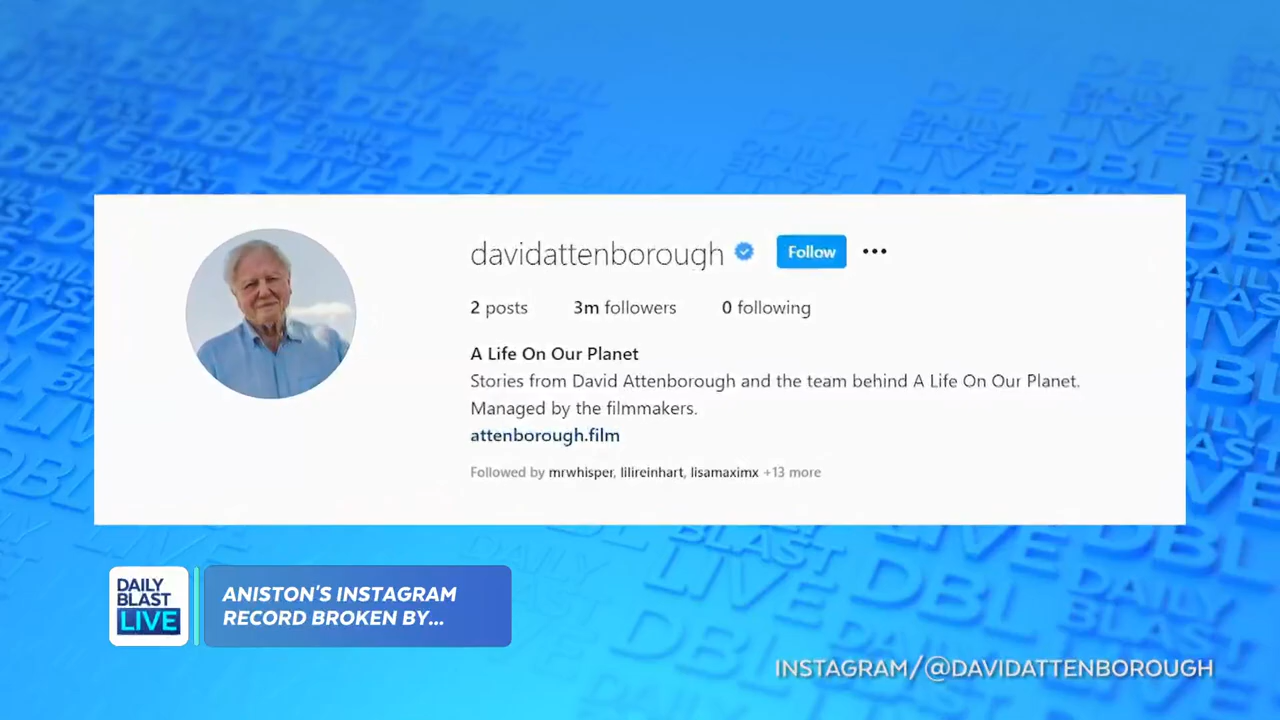 davidattenborough
Follow
2 posts 3m followers 0 following
A Life On Our Planet
Stories from David Attenborough and the team behind A Life On Our Planet.
Managed by the filmmakers.
attenborough.film
Followed by mrwhisper, lilireinhart, lisamaximx +13 more
DAILY
BLAST
LIVE
ANISTON'S INSTAGRAM
RECORD BROKEN BY...
INSTAGRAM/@DAVIDATTENBOROUGH